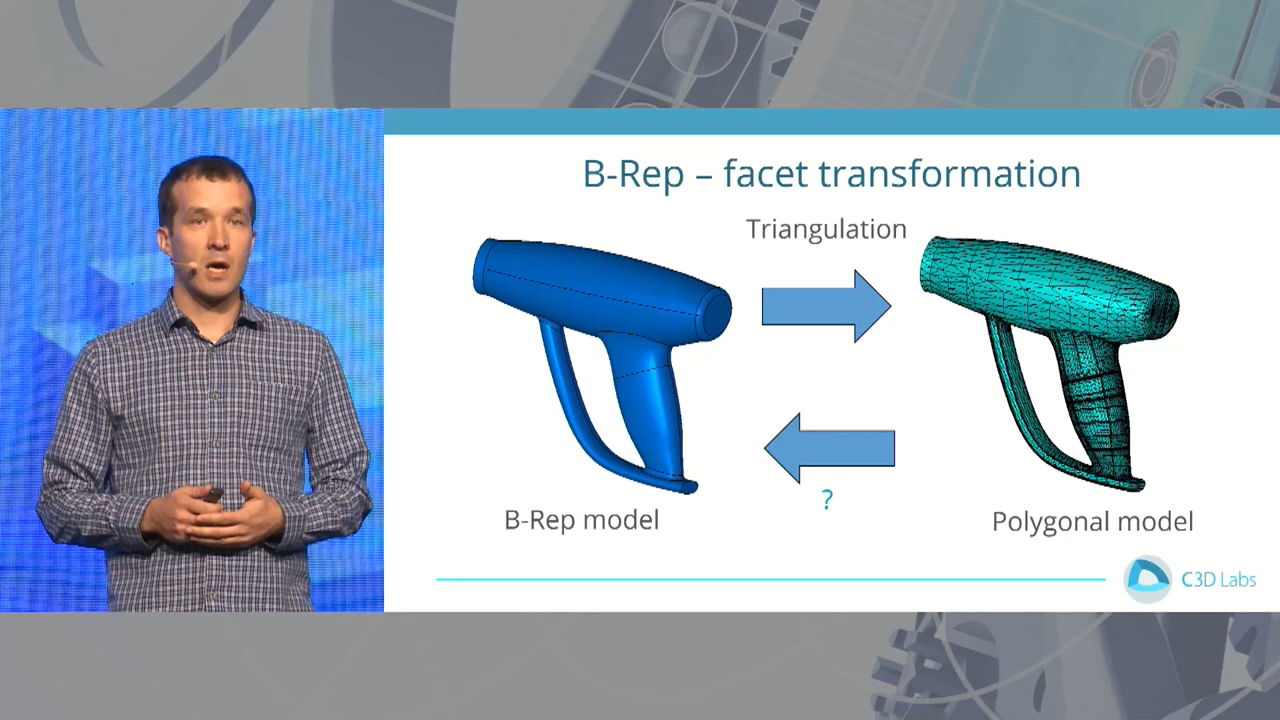 B-Rep – facet transformation
Triangulation
?
B-Rep model
Polygonal model
C3D Labs